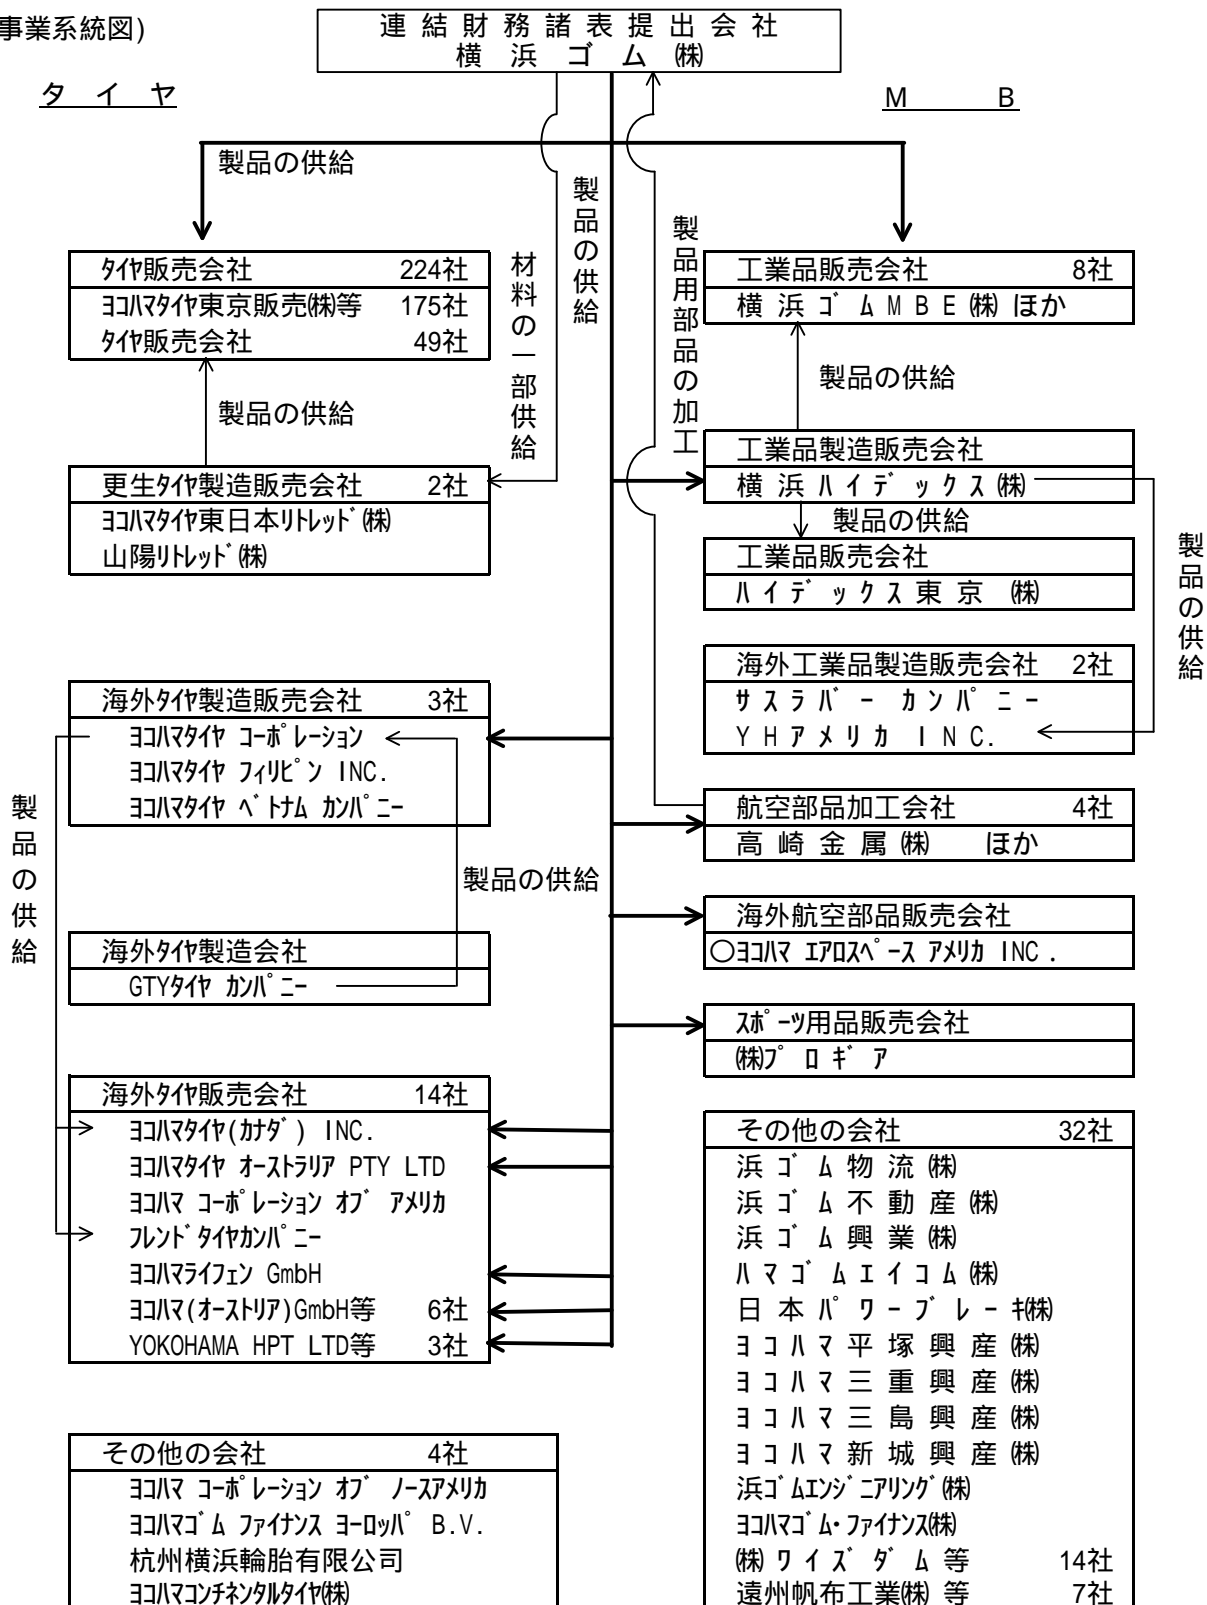 事業系統図)
連結財務諸表提出会社
横浜ゴム㈱
タイヤ
MB
製品の供給
製品の供給
材料の一部供給
製品用部品の加工
ﾀｲﾔ販売会社 224社
ﾖｺﾊﾏﾀｲﾔ東京販売㈱等 175社
ﾀｲﾔ販売会社 49社
製品の供給
更生ﾀｲﾔ製造販売会社 2社
ﾖｺﾊﾏﾀｲﾔ東日本ﾘﾄﾚｯﾄﾞ㈱
山陽ﾘﾄﾚｯﾄﾞ㈱
海外ﾀｲﾔ製造販売会社 3社
ﾖｺﾊﾏﾀｲﾔ ｺｰﾎﾟﾚｰｼｮﾝ
ﾖｺﾊﾏﾀｲﾔ ﾌｨﾘﾋﾟﾝ INC.
ﾖｺﾊﾏﾀｲﾔ ﾍﾞﾄﾅﾑ ｶﾝﾊﾟﾆｰ
製品の供給
製品の供給
海外ﾀｲﾔ製造会社
GTYﾀｲﾔ ｶﾝﾊﾟﾆｰ
海外ﾀｲﾔ販売会社 14社
ﾖｺﾊﾏﾀｲﾔ(ｶﾅﾀﾞ) INC.
ﾖｺﾊﾏﾀｲﾔ ｵｰｽﾄﾗﾘｱ PTY LTD
ﾖｺﾊﾏ ｺｰﾎﾟﾚｰｼｮﾝ ｵﾌﾞ ｱﾒﾘｶ
ﾌﾚﾝﾄﾞﾀｲﾔｶﾝﾊﾟﾆｰ
ﾖｺﾊﾏﾗｲﾌｪﾝ GmbH
ﾖｺﾊﾏ(ｵｰｽﾄﾘｱ)GmbH等 6社
YOKOHAMA HPT LTD等 3社
その他の会社 4社
ﾖｺﾊﾏ ｺｰﾎﾟﾚｰｼｮﾝ ｵﾌﾞ ﾉｰｽｱﾒﾘｶ
ﾖｺﾊﾏｺﾞﾑ ﾌｧｲﾅﾝｽ ﾖｰﾛｯﾊﾟ B.V.
杭州横浜輪胎有限公司
ﾖｺﾊﾏｺﾝﾁﾈﾝﾀﾙﾀｲﾔ㈱
工業品販売会社 8社
横浜ｺﾞﾑMBE㈱ほか
製品の供給
工業品製造販売会社
横浜ﾊｲﾃﾞｯｸｽ㈱
製品の供給
工業品販売会社
ﾊｲﾃﾞｯｸｽ東京㈱
製品の供給
海外工業品製造販売会社 2社
ｻｽﾗﾊﾞｰ ｶﾝﾊﾟﾆｰ
YHｱﾒﾘｶ INC.
航空部品加工会社 4社
高崎金属㈱ ほか
海外航空部品販売会社
○ﾖｺﾊﾏ ｴｱﾛｽﾍﾟｰｽ ｱﾒﾘｶ INC.
ｽﾎﾟｰﾂ用品販売会社
㈱ﾌﾟﾛｷﾞｱ
その他の会社 32社
浜ｺﾞﾑ物流㈱
浜ｺﾞﾑ不動産㈱
浜ｺﾞﾑ興業㈱
ﾊﾏｺﾞﾑｴｲｺﾑ㈱
日本ﾊﾟﾜｰﾌﾞﾚｰｷ㈱
ﾖｺﾊﾏ平塚興産㈱
ﾖｺﾊﾏ三重興産㈱
ﾖｺﾊﾏ三島興産㈱
ﾖｺﾊﾏ新城興産㈱
浜ｺﾞﾑｴﾝｼﾞﾆｱﾘﾝｸﾞ㈱
ﾖｺﾊﾏｺﾞﾑ･ﾌｧｲﾅﾝｽ㈱
㈱ﾜｲｽﾞﾀﾞﾑ等 14社
遠州帆布工業㈱等 7社